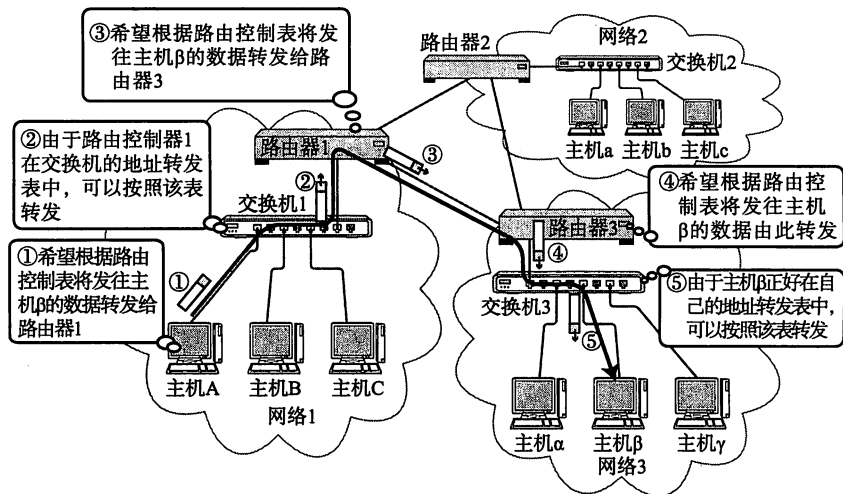 ③希望根据路由控制表将发
往主机β的数据转发给路
由器3
路由器2
网络2
交换机2
主机a
主机b
主机c
②由于路由控制器1
在交换机的地址转发
表中，可以按照该表
转发
路由器1
③
②
交换机1
①希望根据路由
控制表将发往主
机β的数据转发给
路由器1
①
主机A
主机B
主机C
网络1
④希望根据路由控
制表将发往主机
β的数据由此转发
路由器3
④
交换机3
⑤由于主机β正好在自
己的地址转发表中，
可以按照该表转发
⑤
主机α
主机β
主机γ
网络3